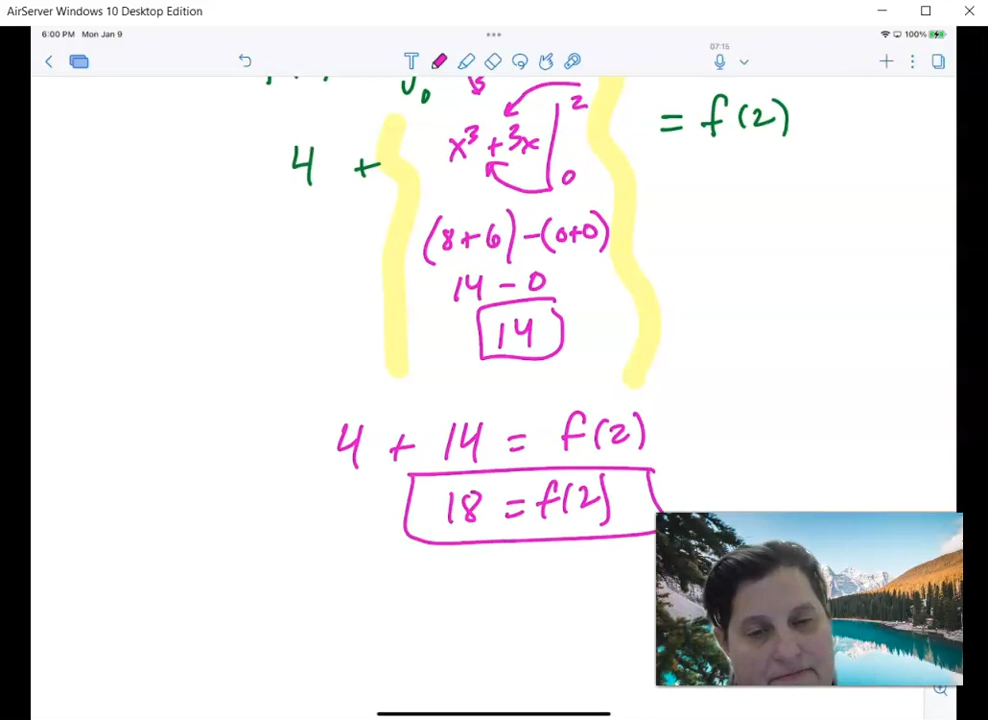 AirServer Windows 10 Desktop Edition
6:00 PM Mon Jan 9
100%
07:15
T
2
x³ + 3x
0
4 +
= f(2)
(8+6) - (0+0)
14 - 0
14
4 + 14 = f(2)
18 = f(2)